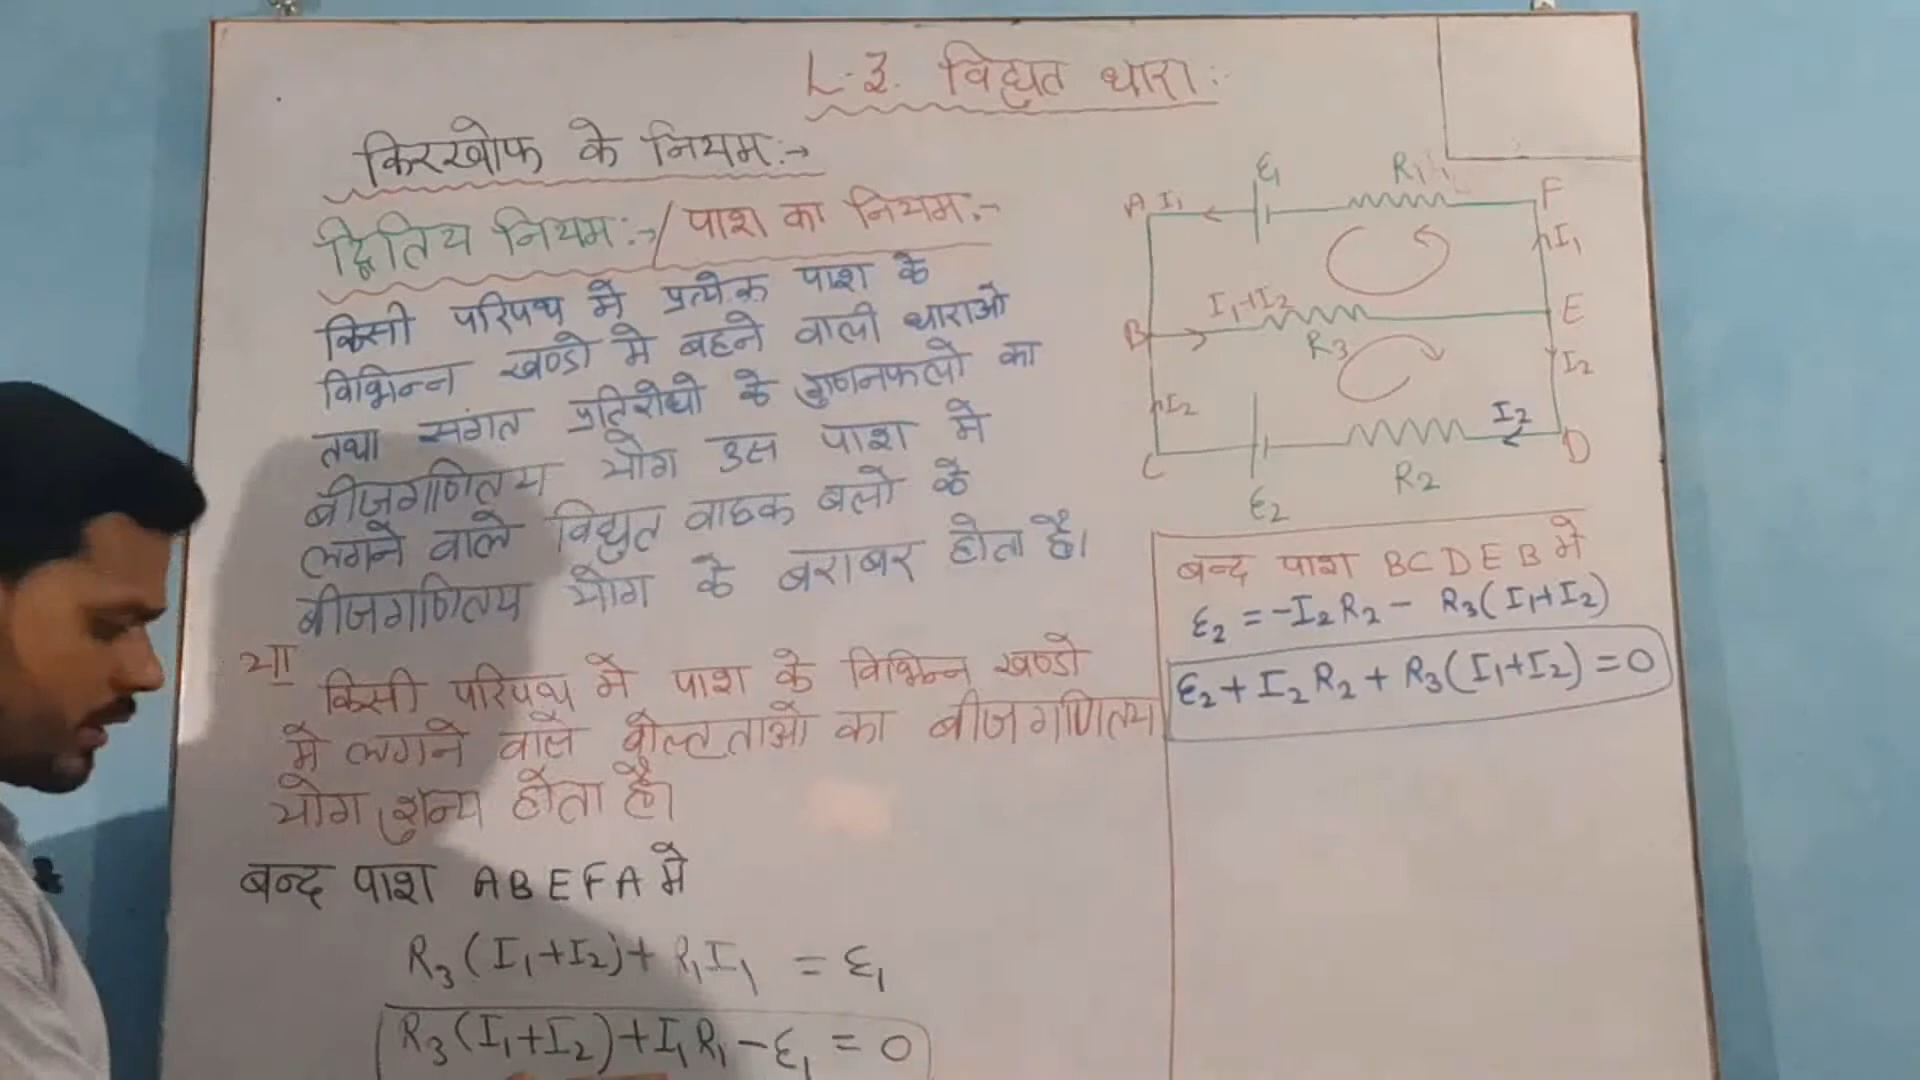 L-3. विद्युत धारा:-
किरखोफ के नियम:→
द्वितिय नियम:→/पाश का नियम:-
किसी परिपथ में प्रत्येक पाश के
विभिन्न खण्डो मे बहने वाली धाराओ
तथा संगत प्रतिरोधो के गुणनफलो का
बीजगणितय योग उस पाश में
लगने वाले विद्युत वाहक बलो के
बीजगणितय योग के बराबर होता है।
या
किसी परिपथ में पाश के विभिन्न खण्डो
मे लगने वाले वोल्टताओ का बीजगणितय
योग शून्य होता है।
बन्द पाश ABEFA में
R₃(I₁+I₂)+ R₁I₁ = ε₁
R₃(I₁+I₂)+I₁R₁-ε₁ = 0
ε₁ R₁
A I₁ F
I₁
I₁+I₂
B R₃ E
I₂
I₂ I₂
C D
ε₂ R₂
बन्द पाश BCDEB में
ε₂ = -I₂R₂ - R₃(I₁+I₂)
ε₂+I₂R₂+R₃(I₁+I₂)=0